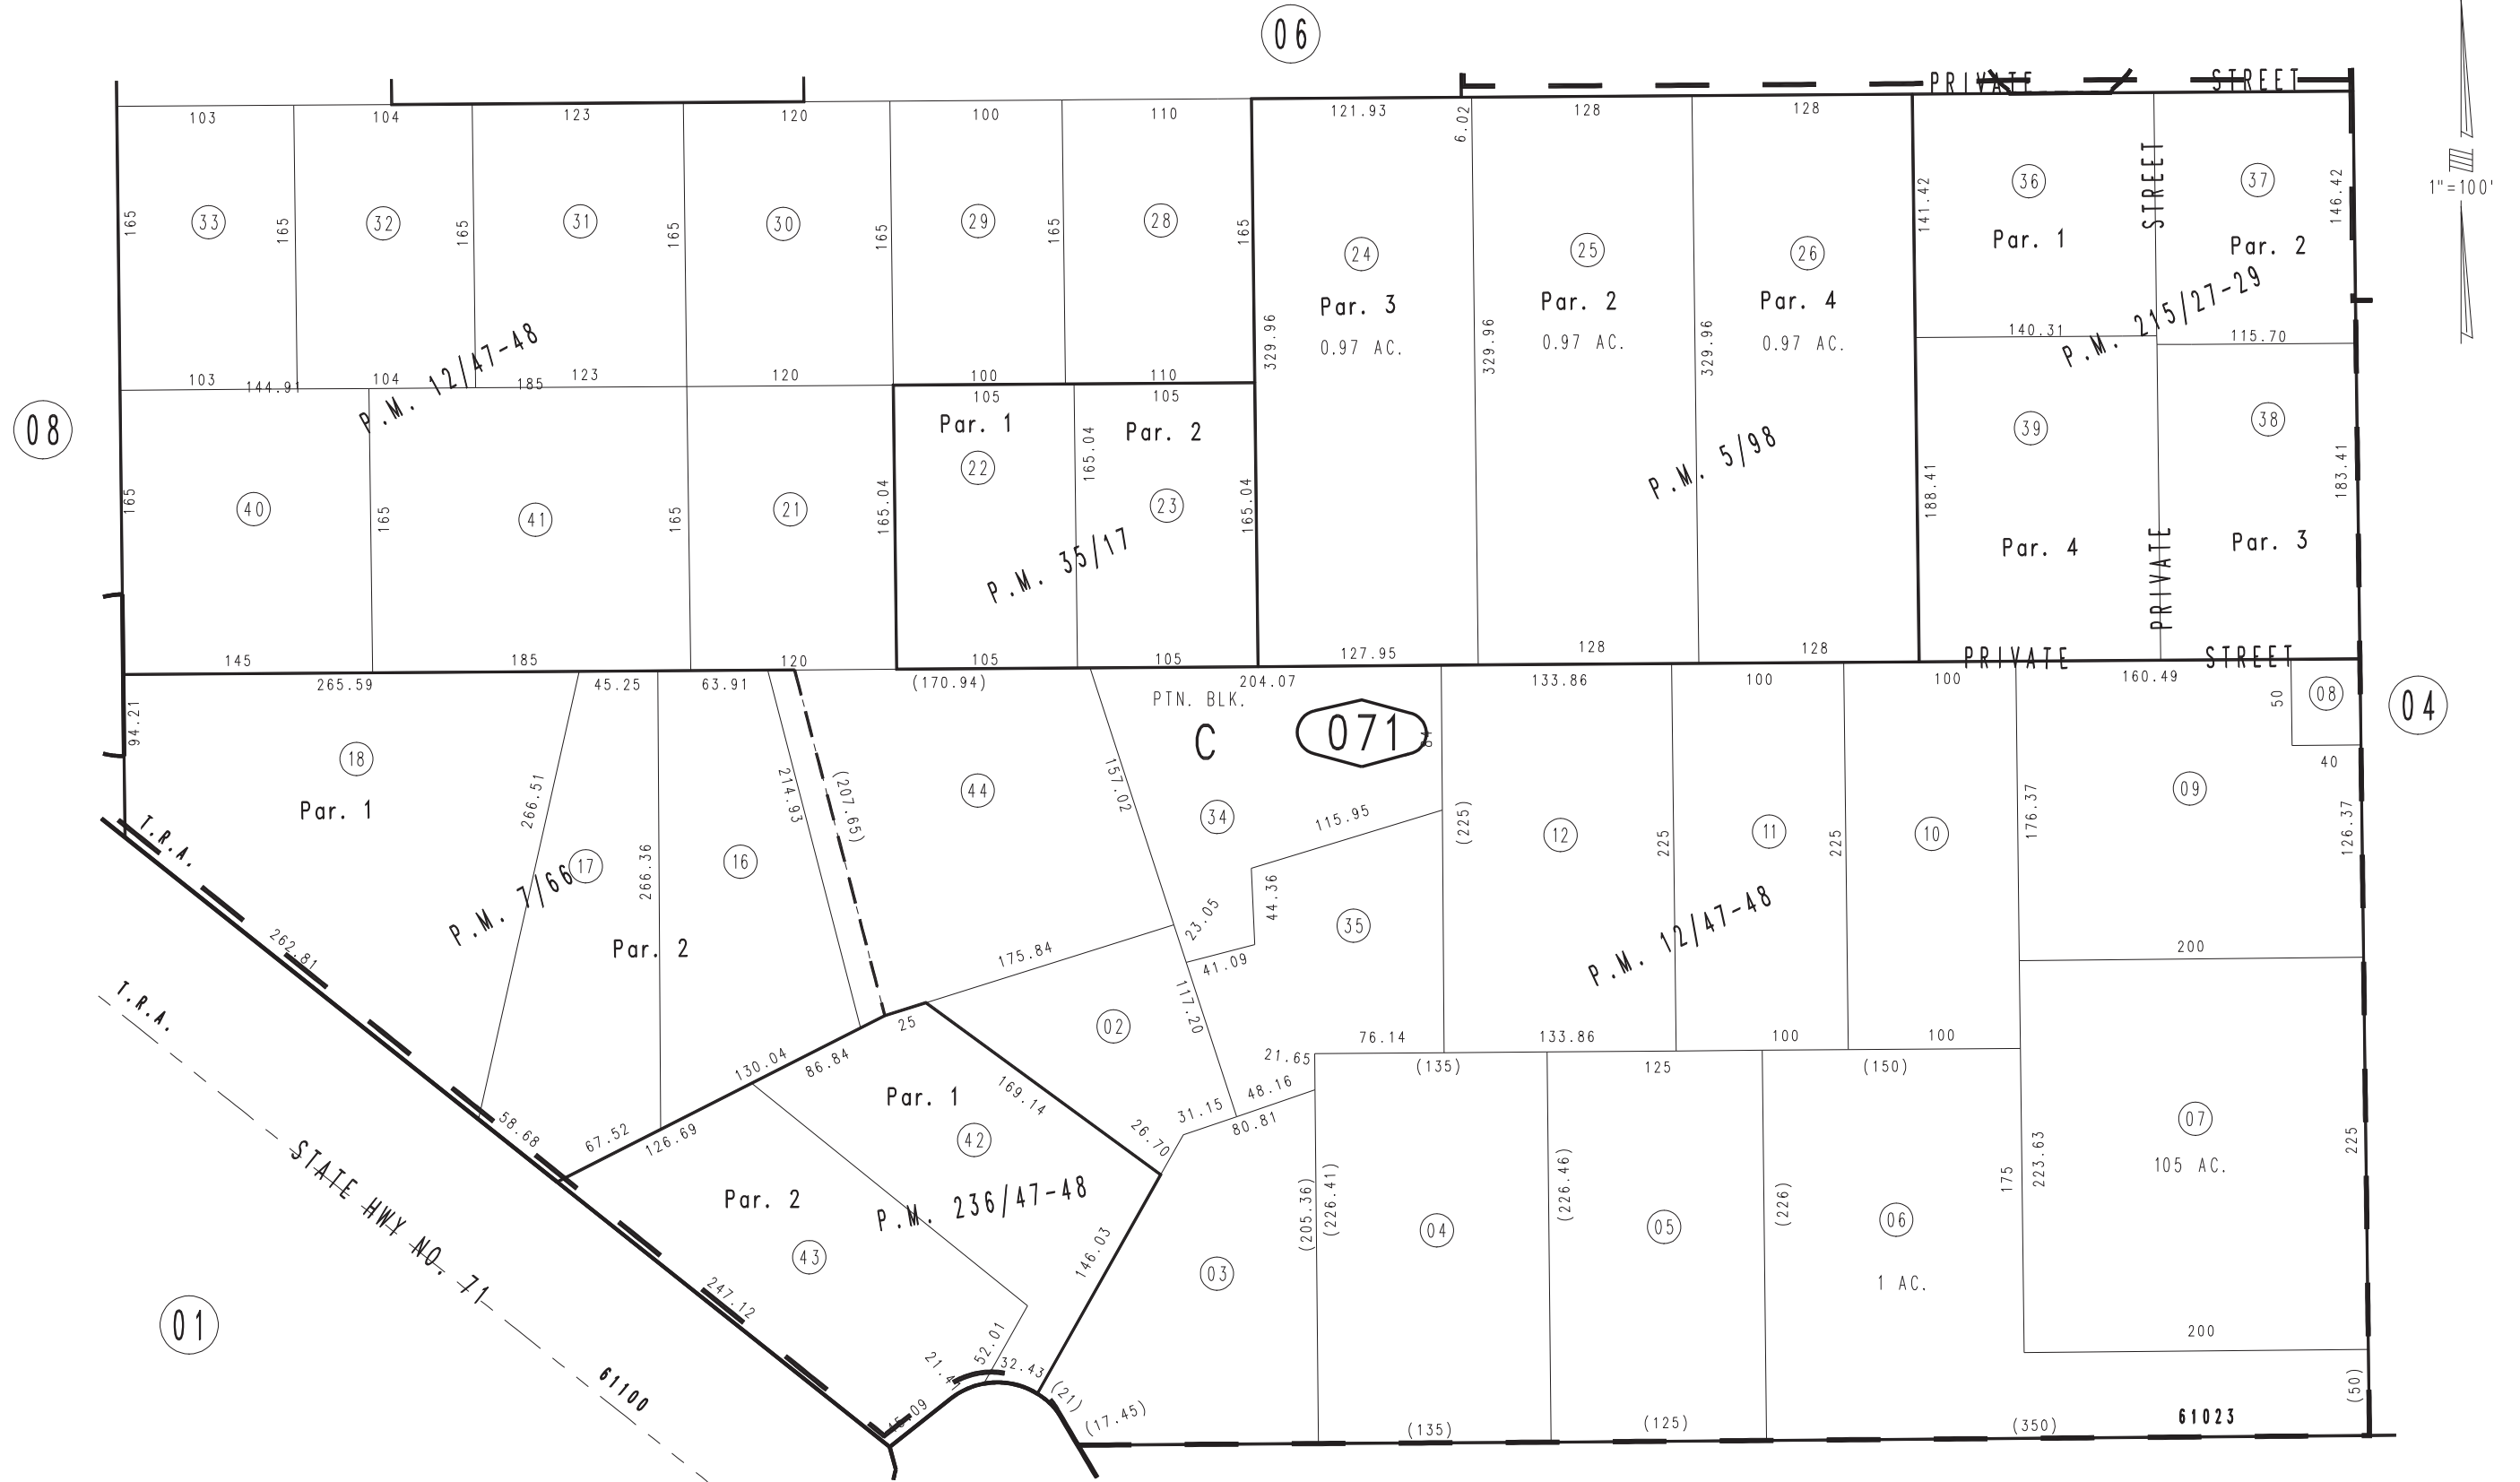 06
PRIVATE STREET
103 104 123 120 100 110 121.93 6.02 128 128
1"=100'
165 33 165 32 165 31 165 30 165 29 165 28 165
24 25 26
Par. 3 Par. 2 Par. 4
0.97 AC. 0.97 AC. 0.97 AC.
329.96 329.96 329.96
141.42 36 STREET 37 146.42
Par. 1 Par. 2
P.M. 215/27-29
140.31 115.70
P.M. 12/47-48
103 144.91 104 185 123 120 100 110
105 105
08
Par. 1 Par. 2
165 40 165 41 165 21 165.04 22 165.04 23 165.04
P.M. 35/17
P.M. 5/98
188.41 39 38 183.41
Par. 4 PRIVATE Par. 3
145 185 120 105 105 127.95 128 128
PRIVATE STREET
265.59 45.25 63.91 (170.94) 204.07 133.86 100 100 160.49
PTN. BLK.
C
071
50 08
40
04
94.21 18
Par. 1
266.51 17 266.36 16 214.93 (207.65) 44 157.02 34 115.95 (225) 12 225 11 225 10 176.37 09 126.37
T.R.A.
P.M. 7/66
Par. 2
262.81
23.05 44.36 35
41.09
175.84
P.M. 12/47-48
200
T.R.A.
25 02 117.20
76.14 133.86 100 100
21.65 (135) 125 (150)
130.04
86.84
Par. 1
169.14
48.16
31.15
80.81
58.68 67.52
126.69
42
26.70
07
105 AC.
225
STATE HWY NO. 71
Par. 2
P.M. 236/47-48
43
146.03
(205.36) (226.41) 04 (226.46) 05 (226) 06 175 223.63
03
1 AC.
247.12
01
52.01
32.43
200
61100
(21)
(17.45)
(135) (125) (350) 61023 (50)